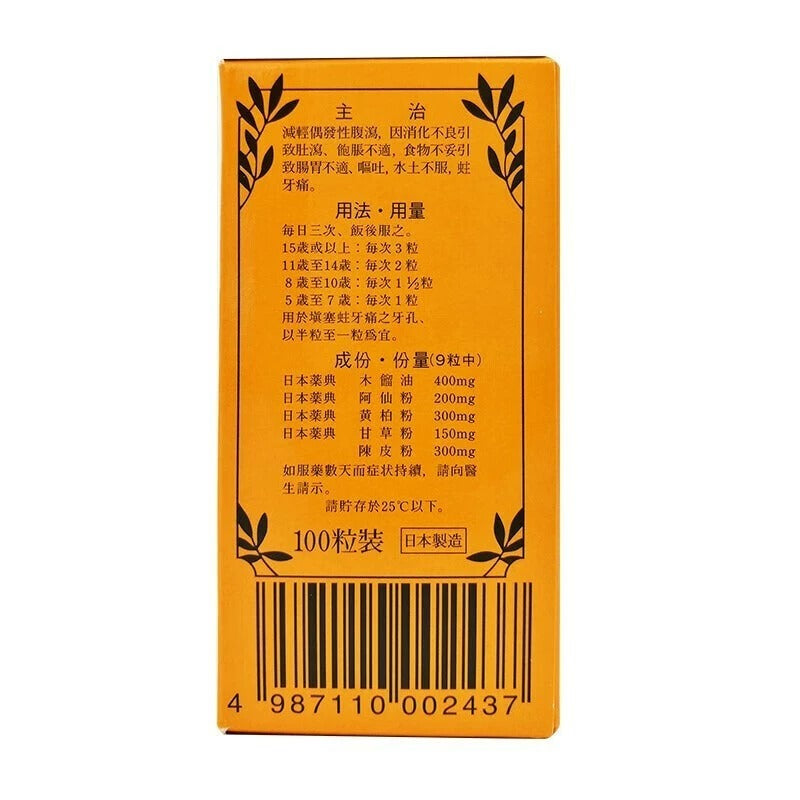 主 治
減輕偶發性腹瀉，因消化不良引
致肚瀉、飽脹不適，食物不妥引
致腸胃不適、嘔吐，水土不服，蛀
牙痛。
用法・用量
每日三次、飯後服之。
15歲或以上：每次3粒
11歲至14歲：每次2粒
8歲至10歲：每次1½粒
5歲至7歲：每次1粒
用於塡塞蛀牙痛之牙孔、
以半粒至一粒爲宜。
成份・份量(9粒中)
日本薬典 木餾油 400mg
日本薬典 阿仙粉 200mg
日本薬典 黃柏粉 300mg
日本薬典 甘草粉 150mg
陳皮粉 300mg
如服藥數天而症状持續，請向醫
生請示。
請貯存於25℃以下。
100粒裝 日本製造
4 987110 002437